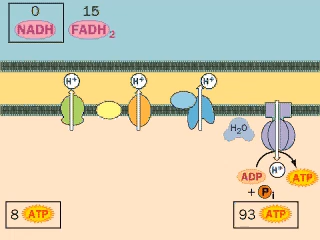 0 15
NADH FADH2
H+ H+ H+
H2O
ADP H+ ATP
+ Pi
8 ATP 93 ATP